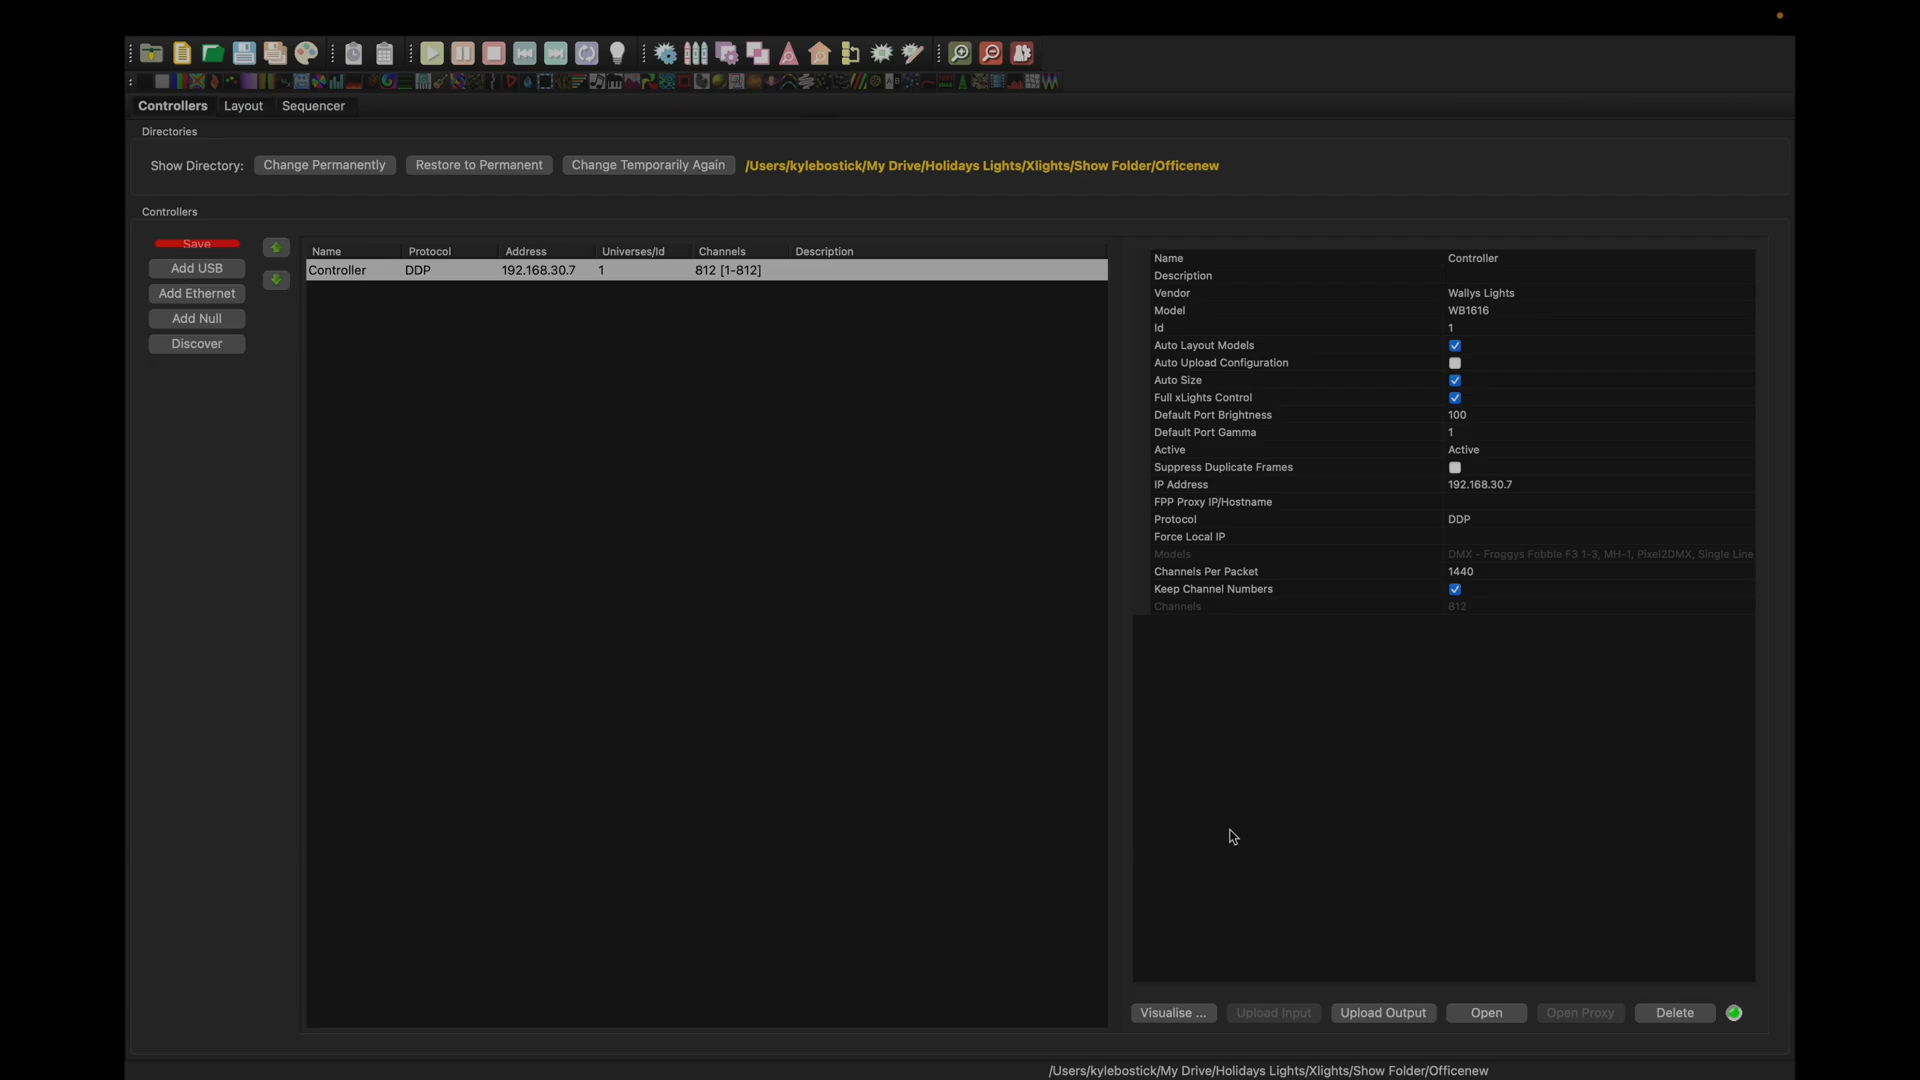 Controllers Layout Sequencer
Directories
Show Directory: Change Permanently Restore to Permanent Change Temporarily Again /Users/kylebostick/My Drive/Holidays Lights/Xlights/Show Folder/Officenew
Controllers
Save
Add USB
Add Ethernet
Add Null
Discover
Name Protocol Address Universes/Id Channels Description
Controller DDP 192.168.30.7 1 812 [1-812]
Name Controller
Description
Vendor Wallys Lights
Model WB1616
Id 1
Auto Layout Models
Auto Upload Configuration
Auto Size
Full xLights Control
Default Port Brightness 100
Default Port Gamma 1
Active Active
Suppress Duplicate Frames
IP Address 192.168.30.7
FPP Proxy IP/Hostname
Protocol DDP
Force Local IP
Models DMX - Froggys Fobble F3 1-3, MH-1, Pixel2DMX, Single Line
Channels Per Packet 1440
Keep Channel Numbers
Channels 812
Visualise ... Upload Input Upload Output Open Open Proxy Delete
/Users/kylebostick/My Drive/Holidays Lights/Xlights/Show Folder/Officenew